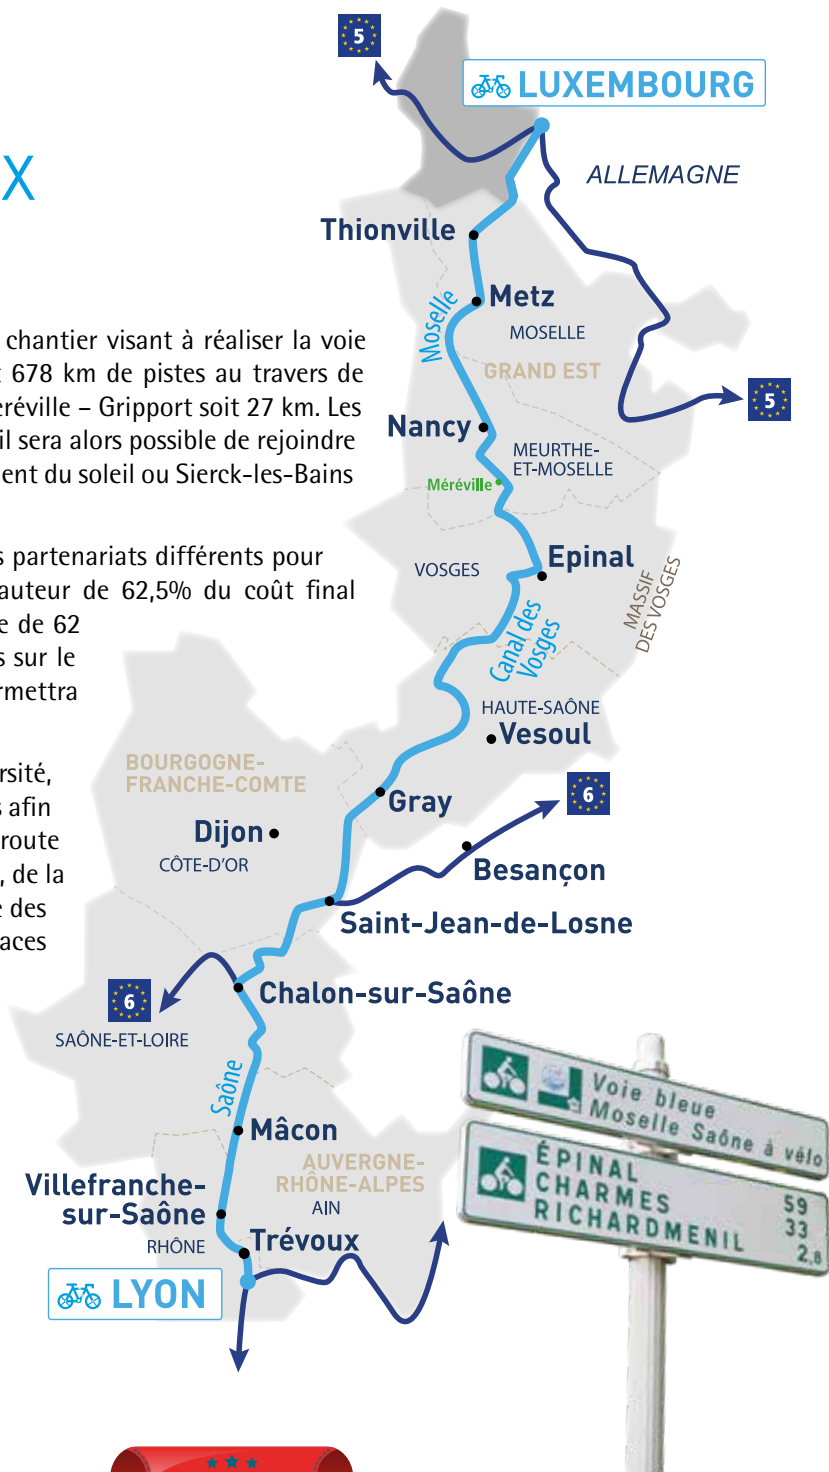 5
LUXEMBOURG
X
ALLEMAGNE
Thionville
Metz
Moselle
MOSELLE
chantier visant à réaliser la voie
678 km de pistes au travers de
GRAND EST
réville – Gripport soit 27 km. Les
5
Nancy
il sera alors possible de rejoindre
MEURTHE-
ET-MOSELLE
ent du soleil ou Sierck-les-Bains
Méréville
s partenariats différents pour
Epinal
VOSGES
MASSIF
DES VOSGES
auteur de 62,5% du coût final
Canal des
Vosges
e de 62
s sur le
rmettra
HAUTE-SAÔNE
Vesoul
BOURGOGNE-
FRANCHE-COMTE
rsité,
s afin
6
Gray
route
Dijon
, de la
CÔTE-D'OR
Besançon
e des
Saint-Jean-de-Losne
aces
6
Chalon-sur-Saône
SAÔNE-ET-LOIRE
Saône
Voie bleue
Moselle Saône à vélo
Mâcon
ÉPINAL 59
CHARMES 33
RICHARDMENIL 2,8
AUVERGNE-
RHÔNE-ALPES
Villefranche-
sur-Saône
AIN
RHÔNE
Trévoux
LYON